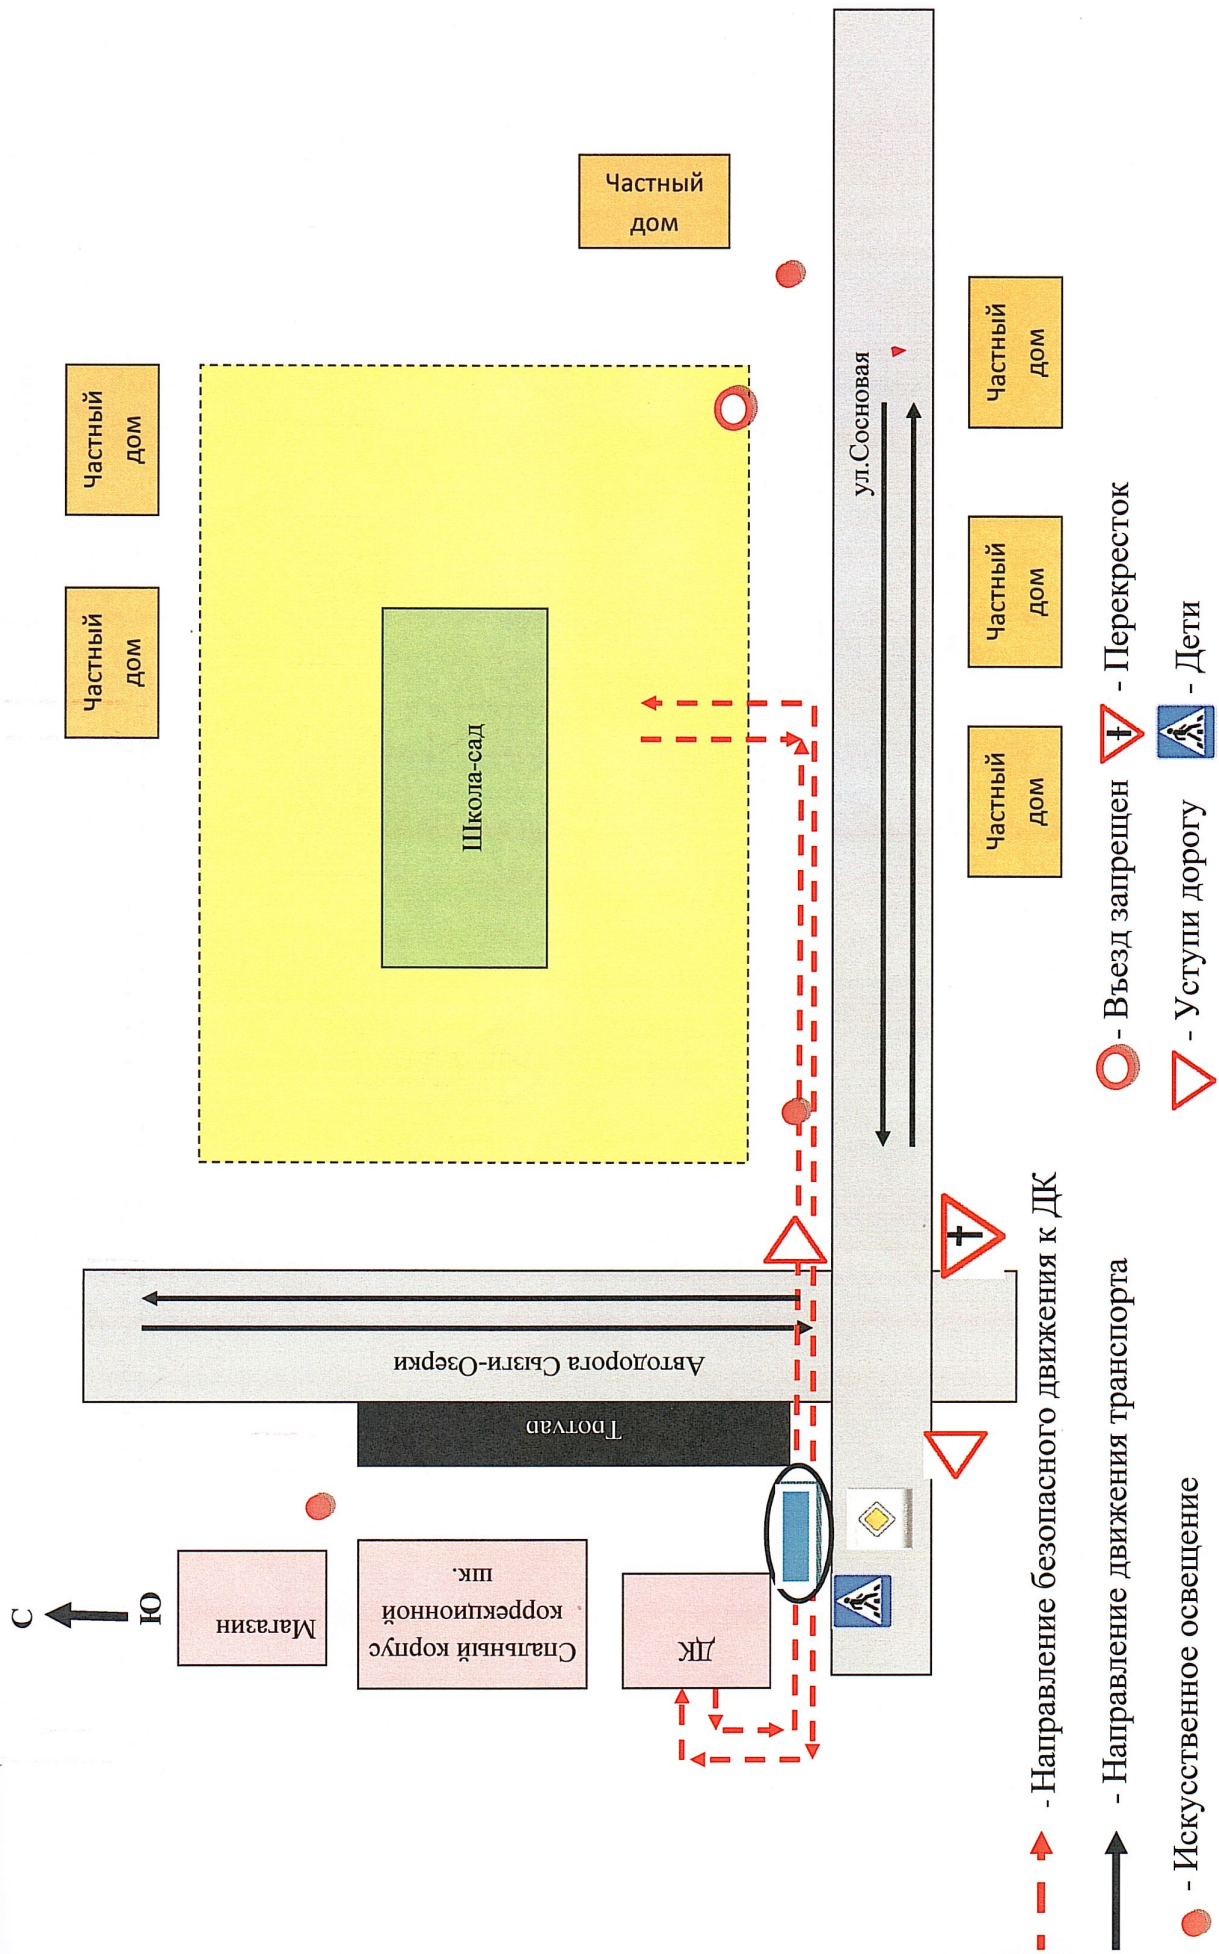 С
Ю
Частный
дом
Частный
дом
Частный
дом
Магазин
Спальный корпус
коррекционной
шк.
ДК
Тротуар
Автодорога Сызги-Озерки
Школа-сад
ул.Сосновая
Частный
дом
Частный
дом
Частный
дом
- Направление безопасного движения к ДК
- Направление движения транспорта
- Искусственное освещение
- Въезд запрещен
- Перекресток
- Уступи дорогу
- Дети